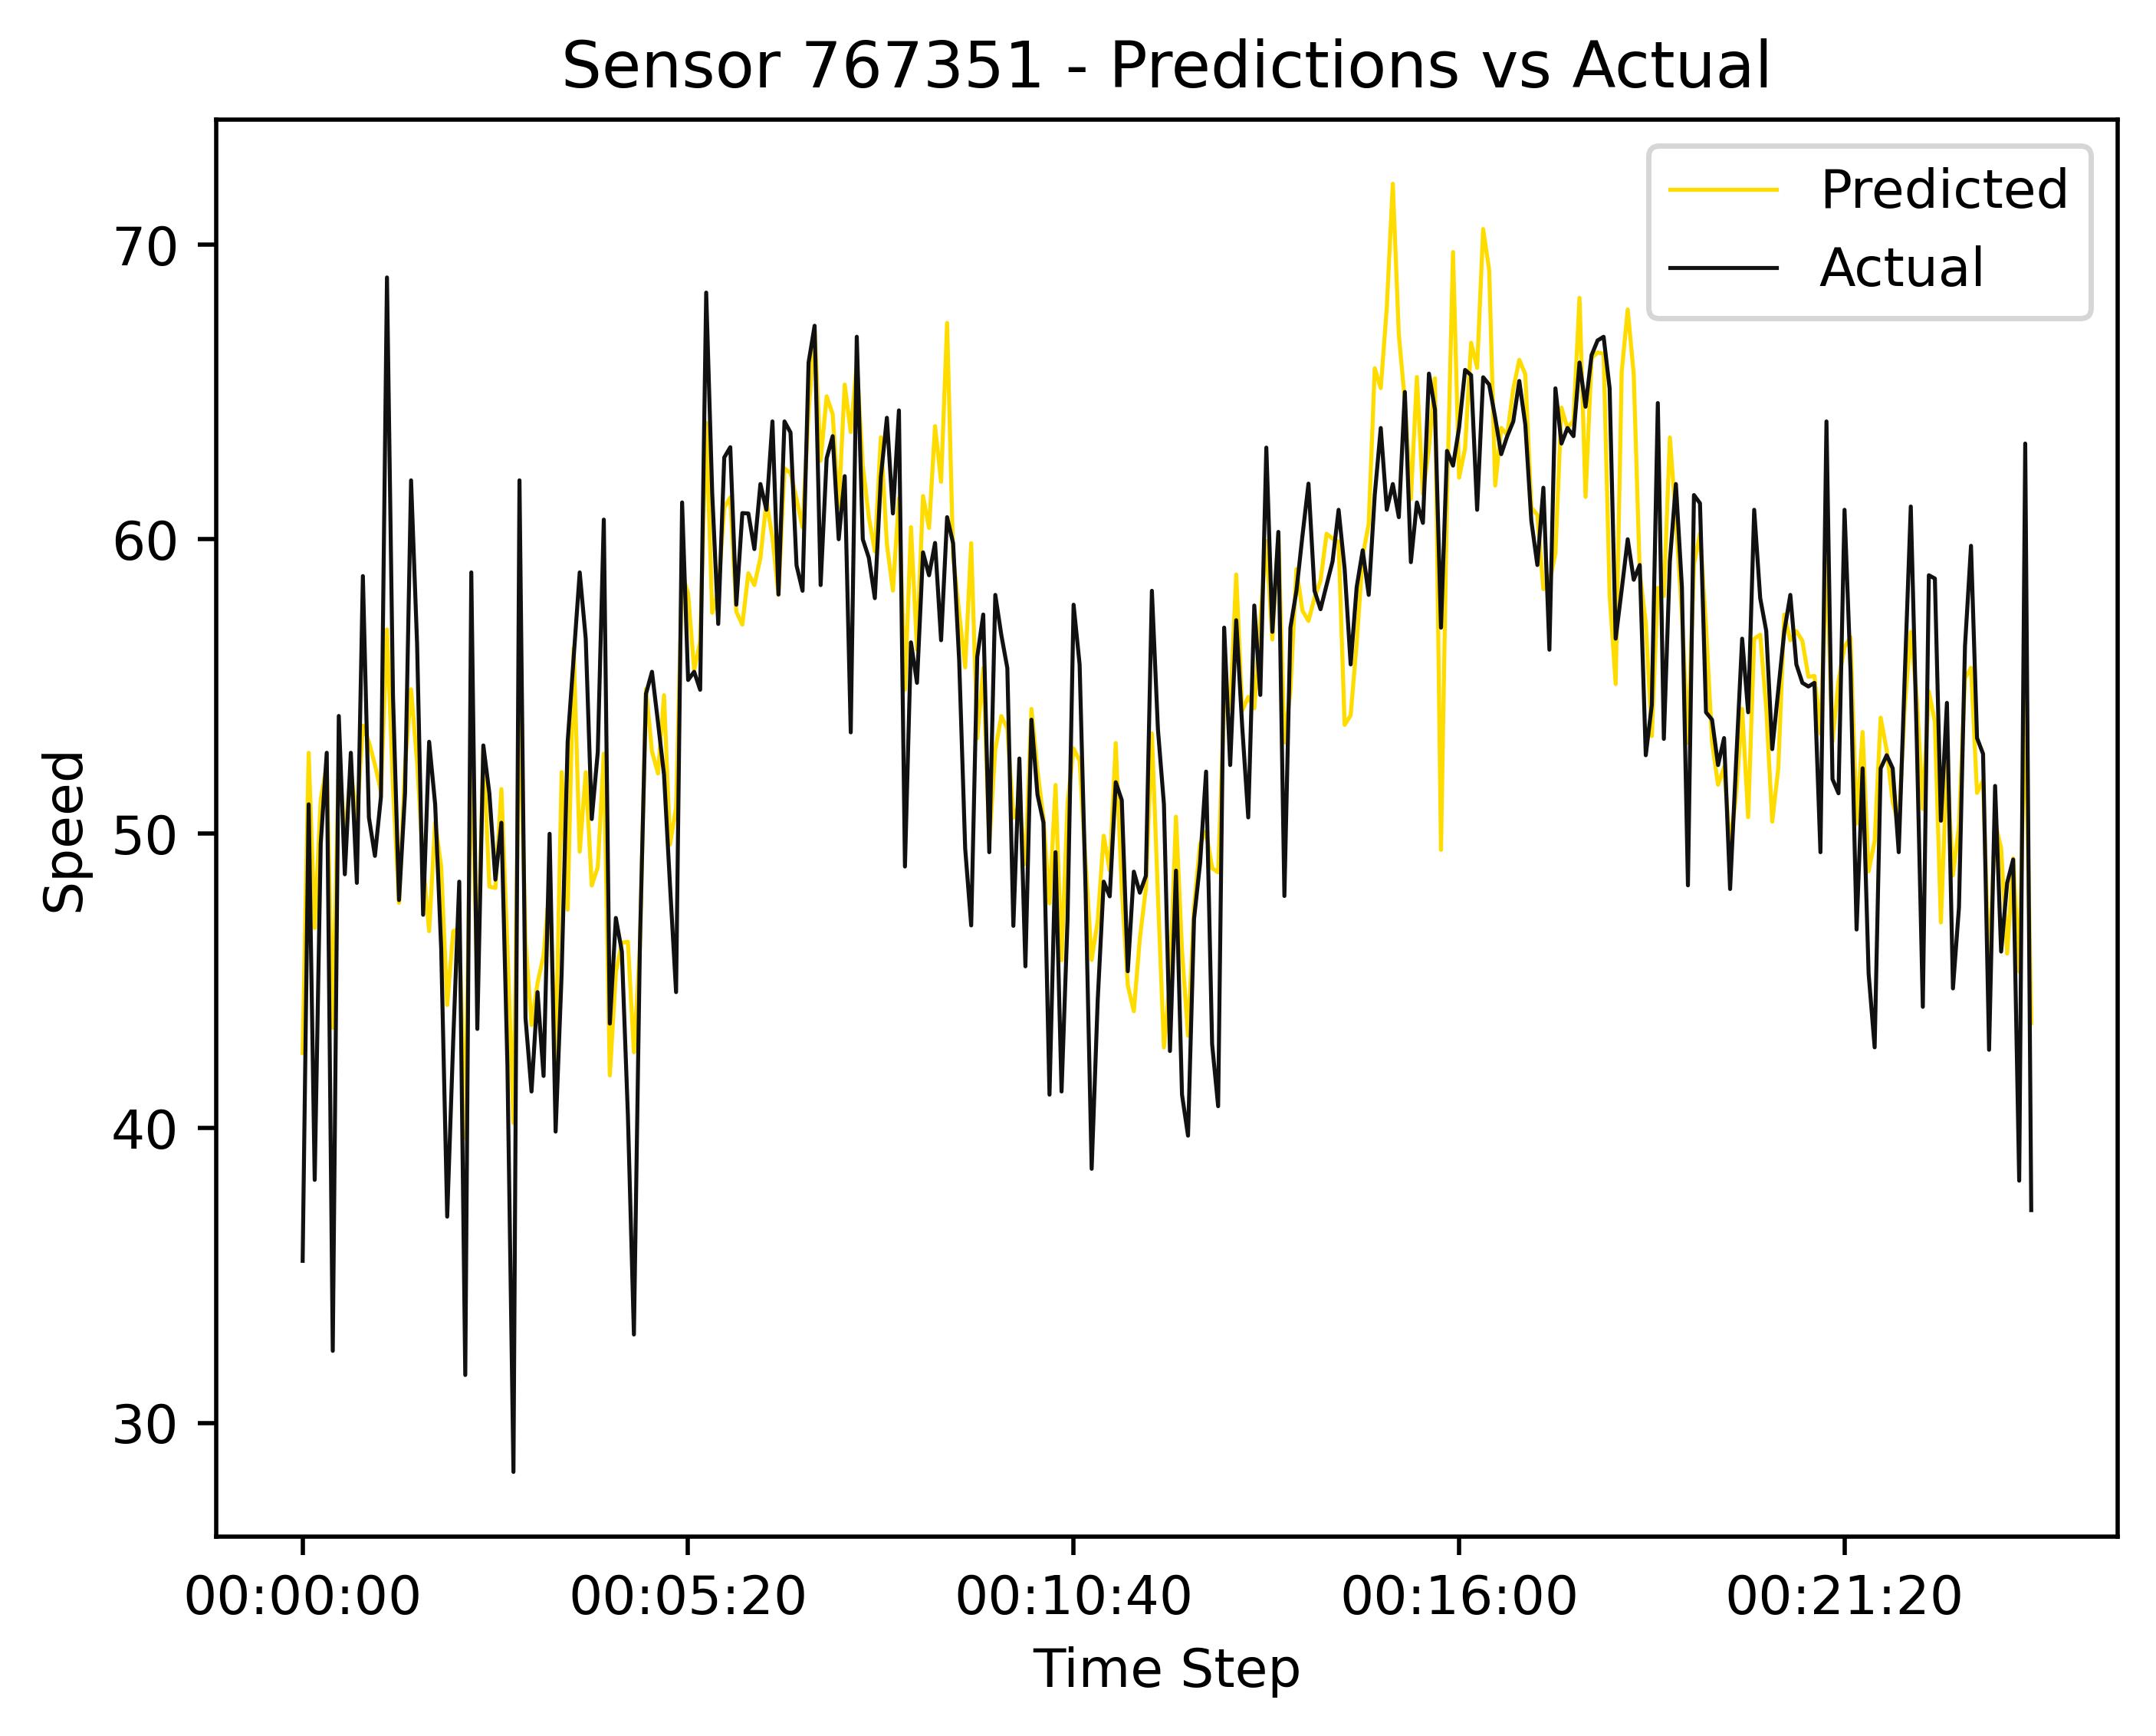 Sensor 767351 - Predictions vs Actual
Predicted
Actual
Speed
70
60
50
40
30
00:00:00
00:05:20
00:10:40
00:16:00
00:21:20
Time Step